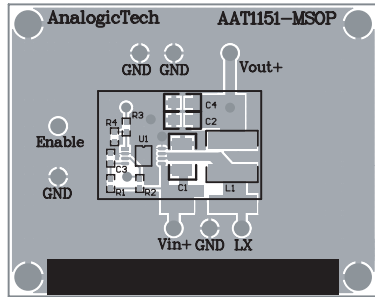 AnalogicTech AAT1151-MSOP
GND GND Vout+
C4
R3
C2
R4
U1
Enable
C3
GND
R1 R2 C1 L1
Vin+ GND LX